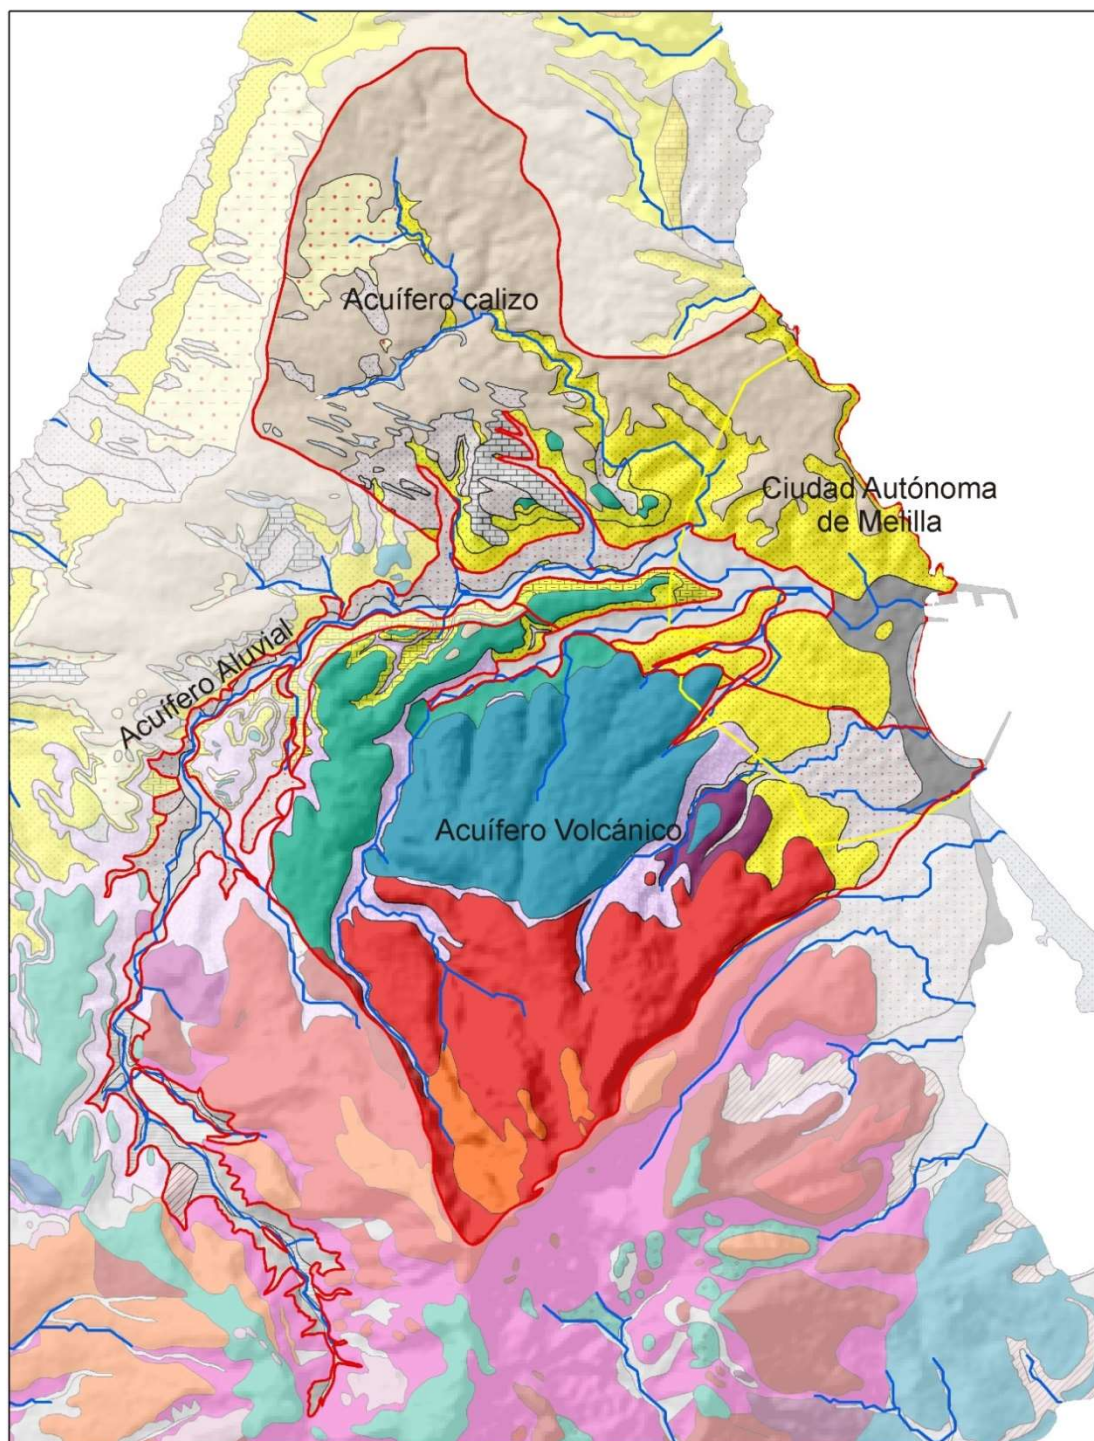 Acuífero calizo
Ciudad Autónoma
de Melilla
Acuífero Aluvial
Acuífero Volcánico